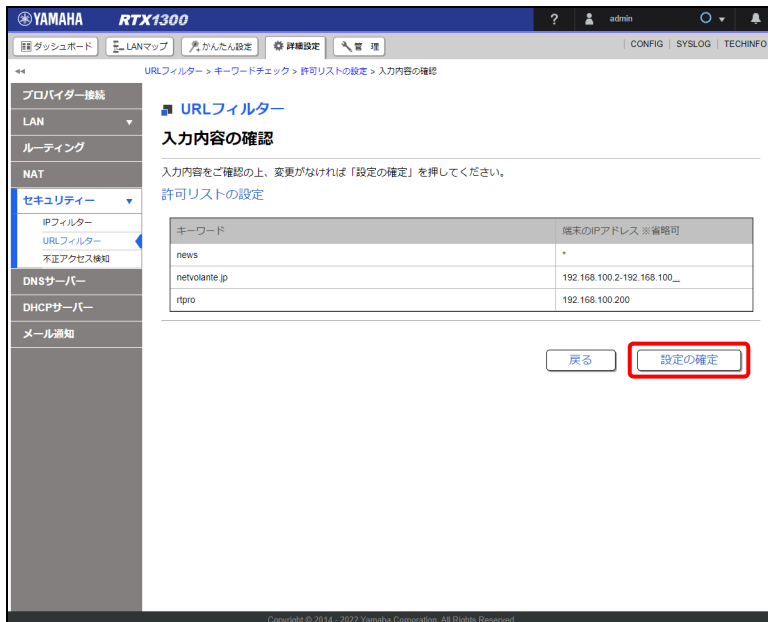 YAMAHA RTX1300 ? admin
ダッシュボード LANマップ かんたん設定 詳細設定 管 理 CONFIG SYSLOG TECHINFO
URLフィルター > キーワードチェック > 許可リストの設定 > 入力内容の確認
プロバイダー接続
LAN
ルーティング
NAT
セキュリティー
IPフィルター
URLフィルター
不正アクセス検知
DNSサーバー
DHCPサーバー
メール通知
URLフィルター
入力内容の確認
入力内容をご確認の上、変更がなければ「設定の確定」を押してください。
許可リストの設定
キーワード 端末のIPアドレス ※省略可
news *
netvolante.jp 192.168.100.2-192.168.100...
rtpro 192.168.100.200
戻る 設定の確定
Copyright © 2014 - 2022 Yamaha Corporation. All Rights Reserved.